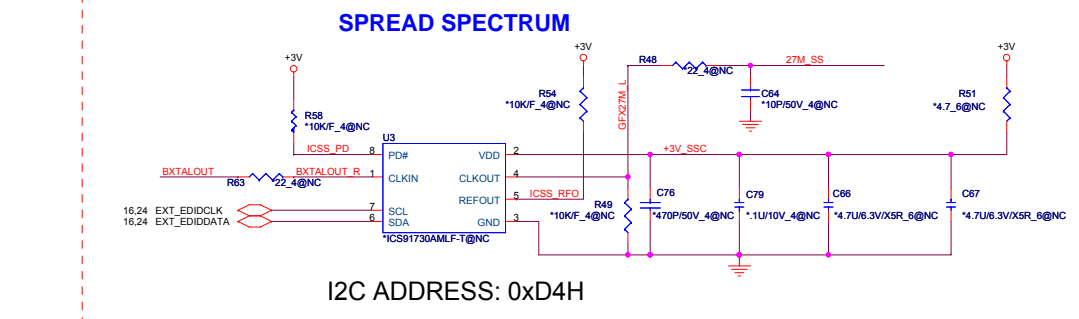 SPREAD SPECTRUM
+3V
+3V
+3V
R48
*22_4@NC
27M_SS
R54
*10K/F_4@NC
GFX27M_L
C64
*10P/50V_4@NC
R51
*4.7_6@NC
R58
*10K/F_4@NC
U3
ICSS_PD
8
PD#
VDD
2
+3V_SSC
BXTALOUT
R63
*22_4@NC
BXTALOUT_R
1
CLKIN
CLKOUT
4
REFOUT
5
ICSS_RFO
C76
*470P/50V_4@NC
C79
*.1U/10V_4@NC
C66
*4.7U/6.3V/X5R_6@NC
C67
*4.7U/6.3V/X5R_6@NC
R49
*10K/F_4@NC
16,24 EXT_EDIDCLK
7
SCL
16,24 EXT_EDIDDATA
6
SDA
GND
3
*ICS91730AMLF-T@NC
I2C ADDRESS: 0xD4H